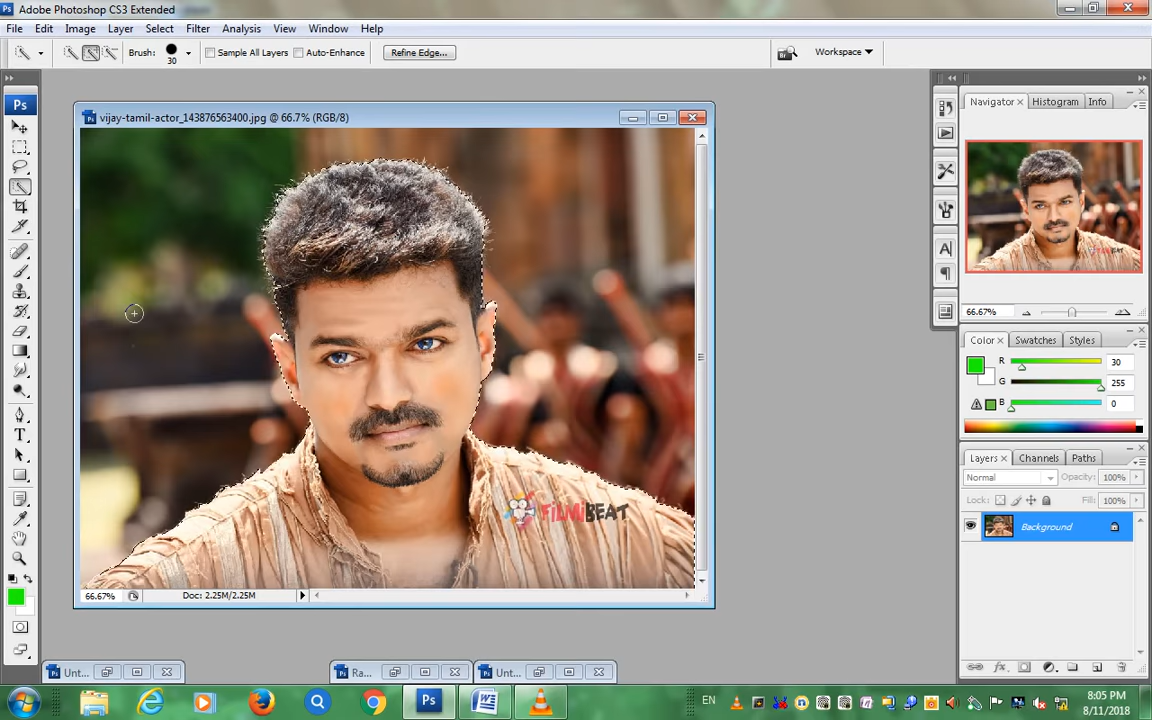 Adobe Photoshop CS3 Extended
File Edit Image Layer Select Filter Analysis View Window Help
Brush: 30 Sample All Layers Auto-Enhance Refine Edge... Workspace
Ps
vijay-tamil-actor_143876563400.jpg @ 66.7% (RGB/8)
FILMIBEAT
66.67% Doc: 2.25M/2.25M
Navigator Histogram Info
66.67%
Color Swatches Styles
R 30
G 255
B 0
Layers Channels Paths
Normal Opacity: 100%
Lock: Fill: 100%
Background
Unt... Ra... Unt...
EN 8:05 PM
8/11/2018